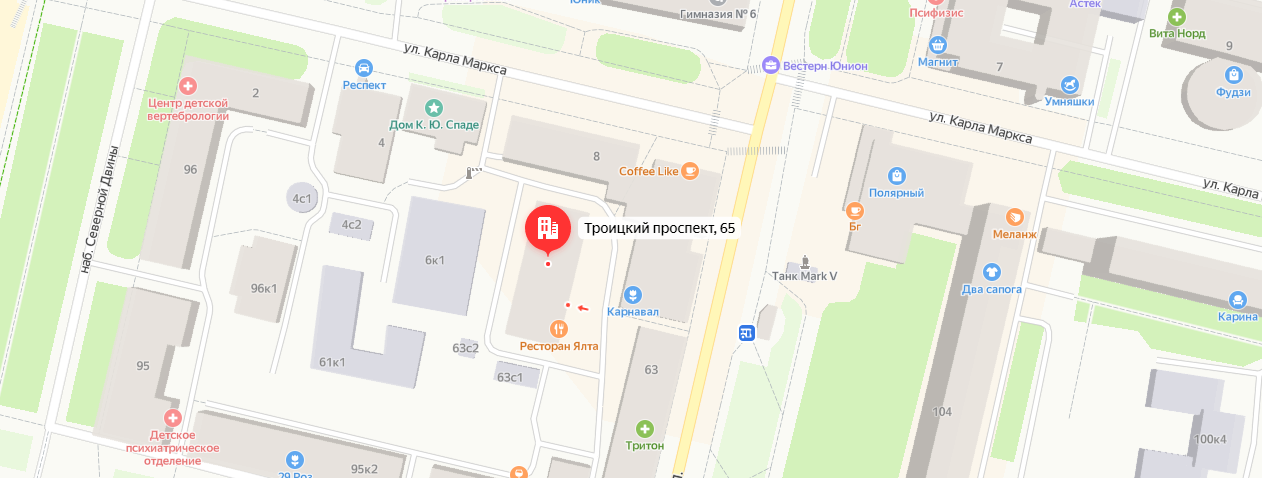 Юник
Гимназия № 6
Псифизис
Астек
Вита Норд
9
ул. Карла Маркса
Вестерн Юнион
Магнит
7
Умняшки
Фудзи
Респект
Центр детской
вертебрологии
2
Дом К. Ю. Спаде
4
ул. Карла Маркса
8
Coffee Like
96
наб. Северной Двины
4с1
4с2
Полярный
ул. Карла
Троицкий проспект, 65
Бг
Меланж
6к1
Танк Mark V
96к1
Два сапога
Карнавал
Карина
Ресторан Ялта
63с2
61к1
95
63с1
63
104
Детское
психиатрическое
отделение
Тритон
100к4
95к2
29 Роз